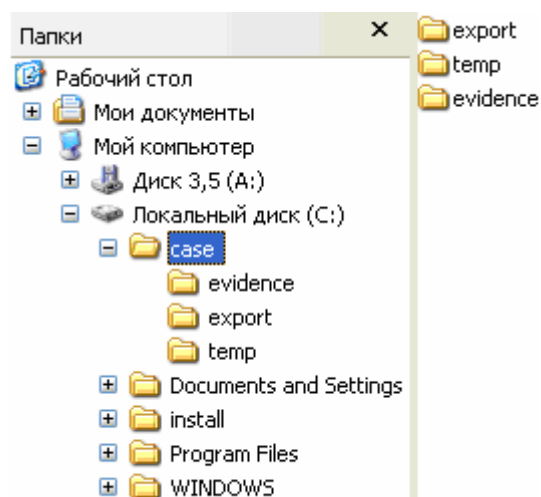 Папки
Рабочий стол
Мои документы
Мой компьютер
Диск 3,5 (A:)
Локальный диск (C:)
case
evidence
export
temp
Documents and Settings
install
Program Files
WINDOWS
export
temp
evidence